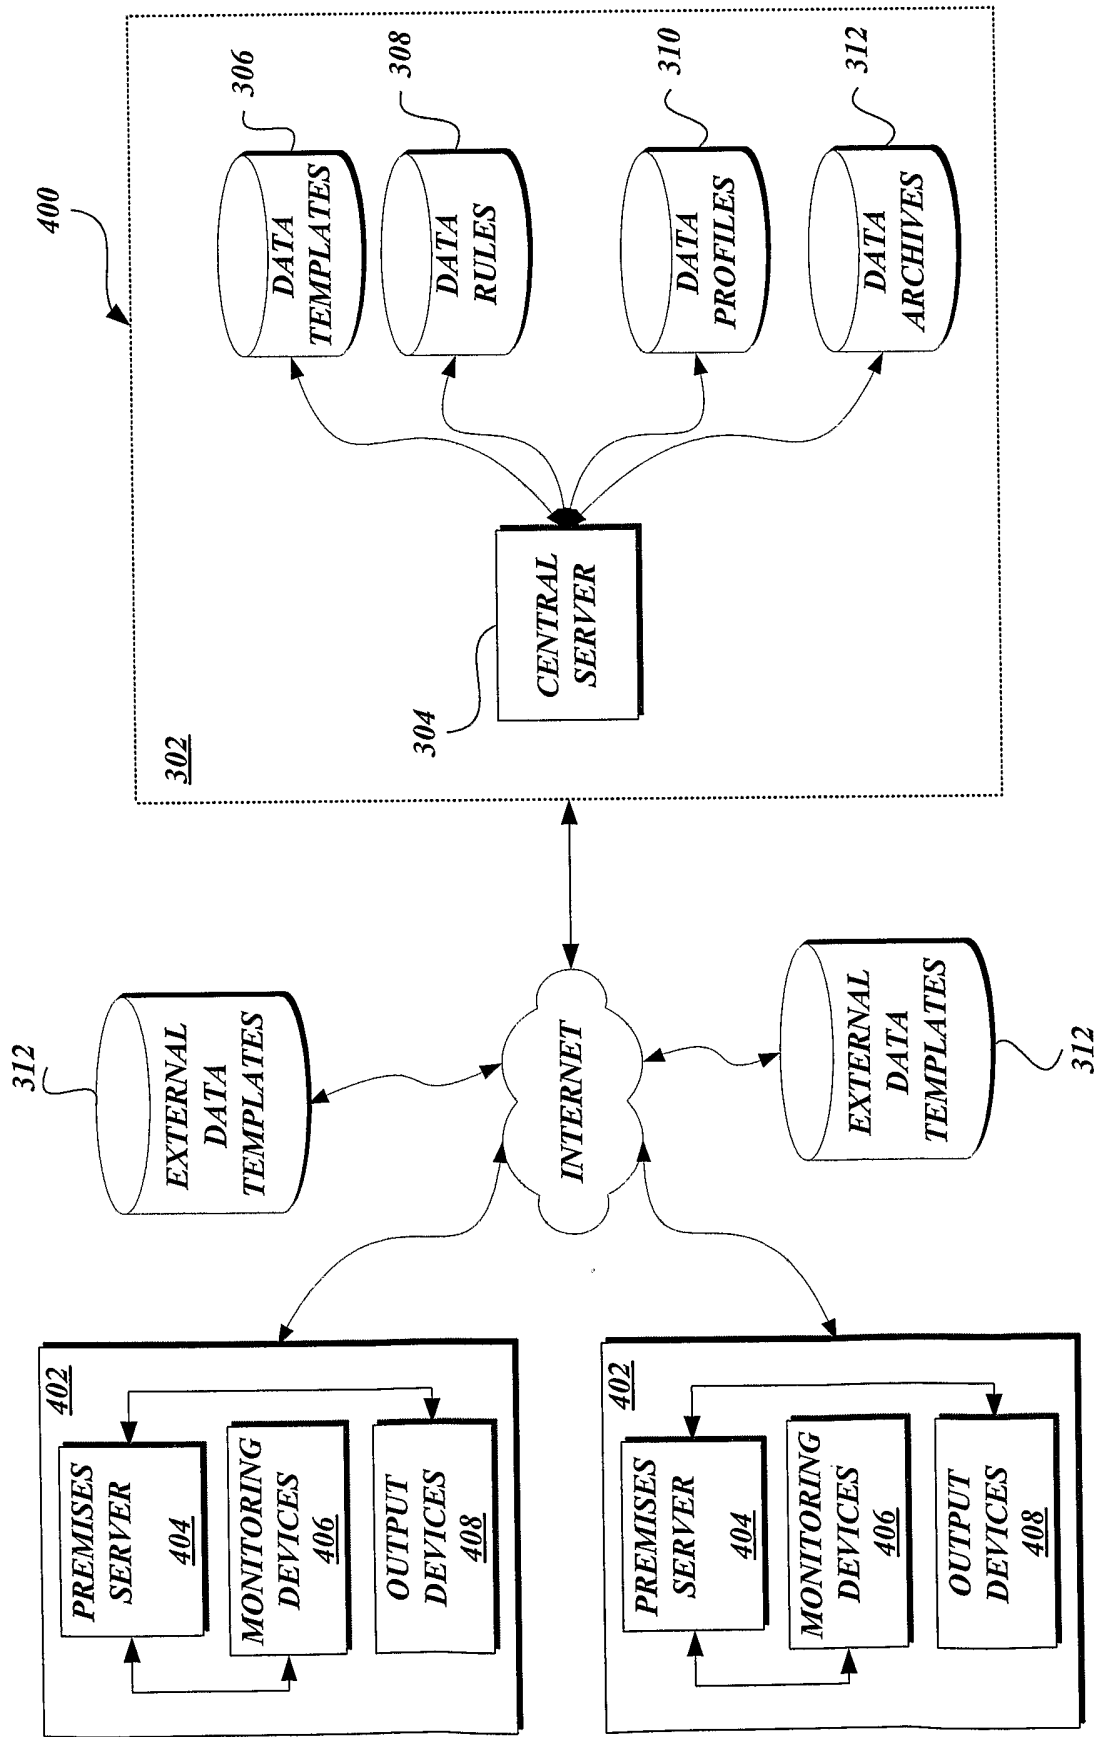 400
302
304
CENTRAL
SERVER
306
DATA
TEMPLATES
308
DATA
RULES
310
DATA
PROFILES
312
DATA
ARCHIVES
312
EXTERNAL
DATA
TEMPLATES
INTERNET
EXTERNAL
DATA
TEMPLATES
312
402
PREMISES
SERVER
404
MONITORING
DEVICES
406
OUTPUT
DEVICES
408
402
PREMISES
SERVER
404
MONITORING
DEVICES
406
OUTPUT
DEVICES
408